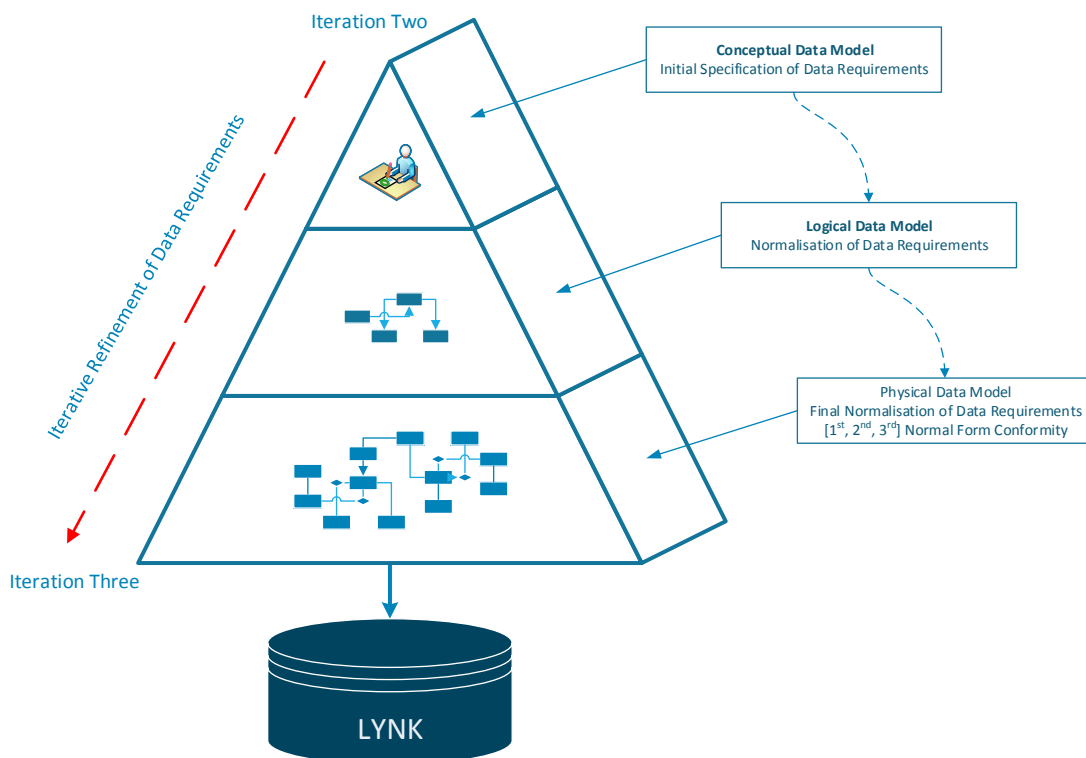 Iteration Two
Conceptual Data Model
Initial Specification of Data Requirements
Iterative Refinement of Data Requirements
Logical Data Model
Normalisation of Data Requirements
Physical Data Model
Final Normalisation of Data Requirements
[1st, 2nd, 3rd] Normal Form Conformity
Iteration Three
LYNK